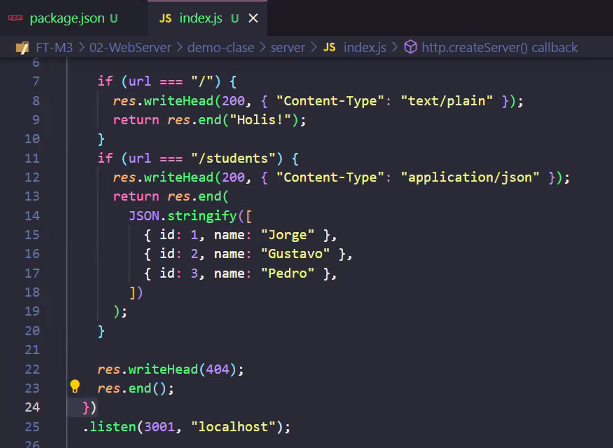 package.json U
JS index.js U
FT-M3 > 02-WebServer > demo-clase > server > JS index.js > http.createServer() callback
6
7 if (url === "/") {
8 res.writeHead(200, { "Content-Type": "text/plain" });
9 return res.end("Holis!");
10 }
11 if (url === "/students") {
12 res.writeHead(200, { "Content-Type": "application/json" });
13 return res.end(
14 JSON.stringify([
15 { id: 1, name: "Jorge" },
16 { id: 2, name: "Gustavo" },
17 { id: 3, name: "Pedro" },
18 ])
19 );
20 }
21
22 res.writeHead(404);
23 res.end();
24 })
25 .listen(3001, "localhost");
26